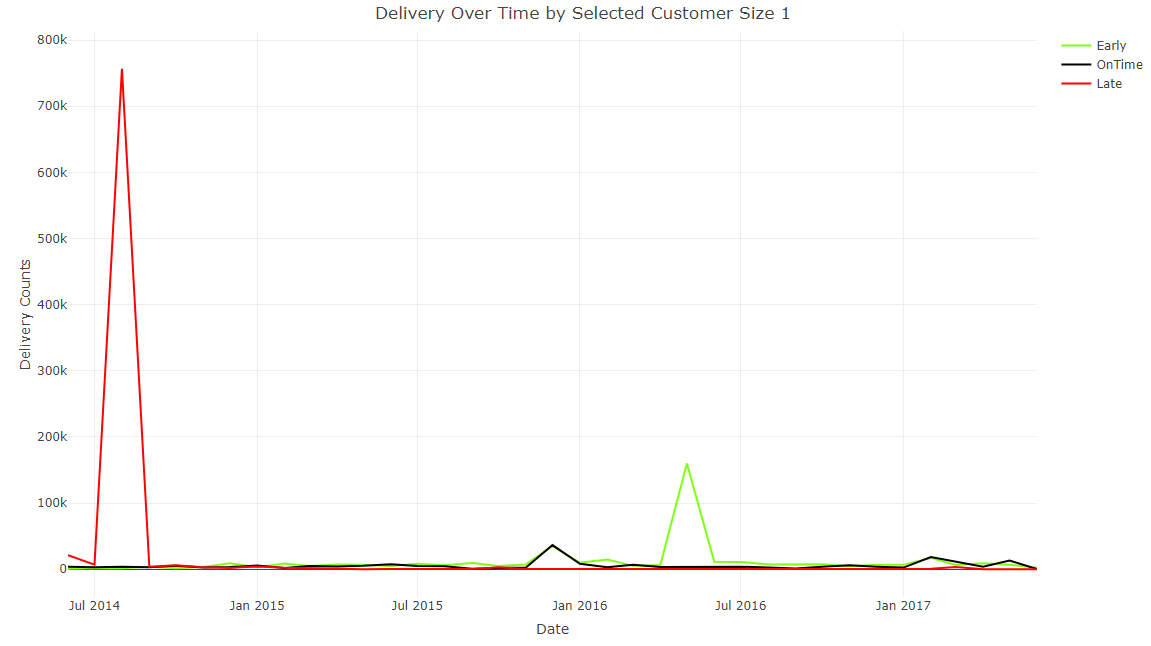 Delivery Over Time by Selected Customer Size 1
800k
700k
600k
500k
400k
300k
200k
100k
0
Delivery Counts
Jul 2014
Jan 2015
Jul 2015
Jan 2016
Jul 2016
Jan 2017
Date
Early
OnTime
Late